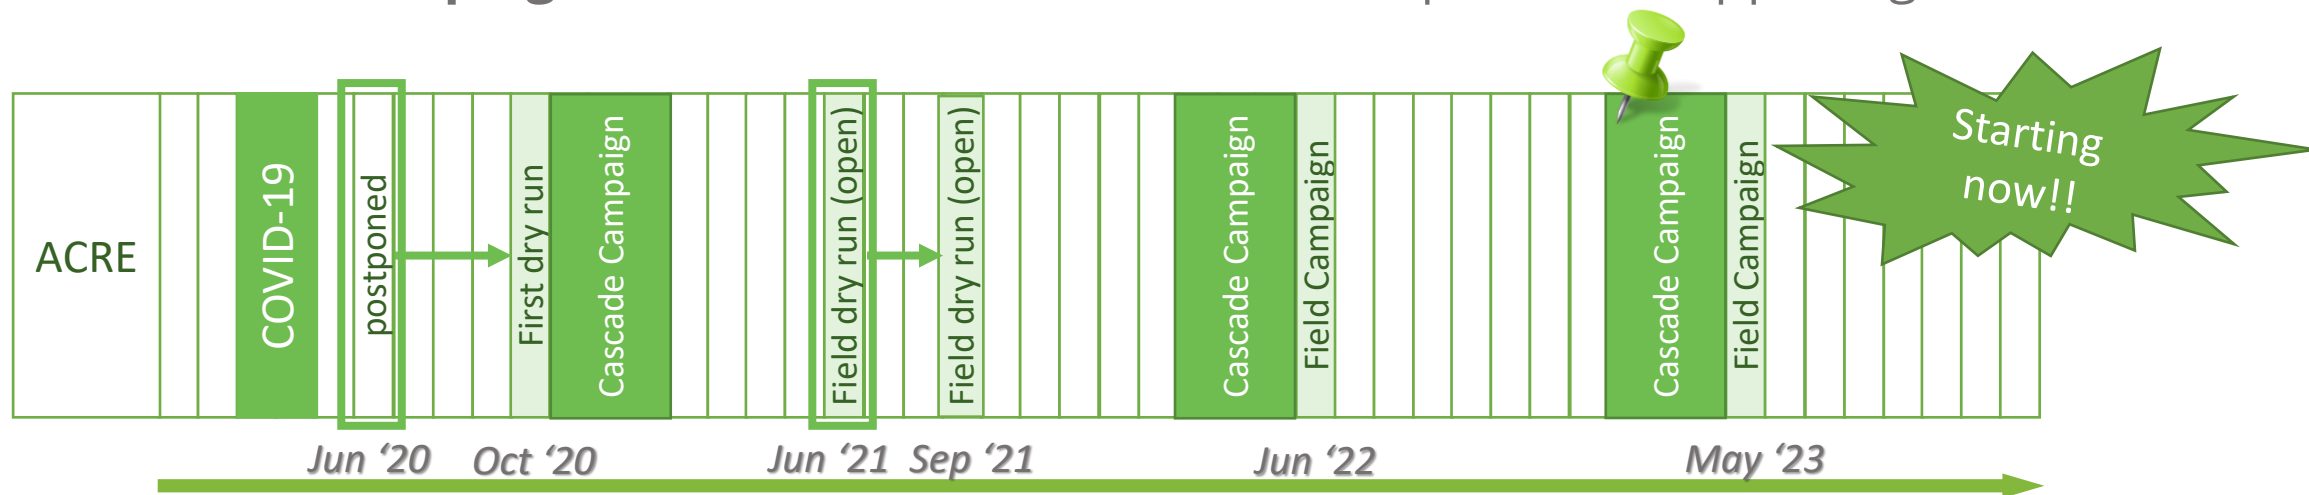 ACRE
COVID-19
postponed
First dry run
Cascade Campaign
Field dry run (open)
Field dry run (open)
Cascade Campaign
Field Campaign
Cascade Campaign
Field Campaign
Starting
now!!
Jun ‘20
Oct ‘20
Jun ‘21
Sep ‘21
Jun ‘22
May ‘23